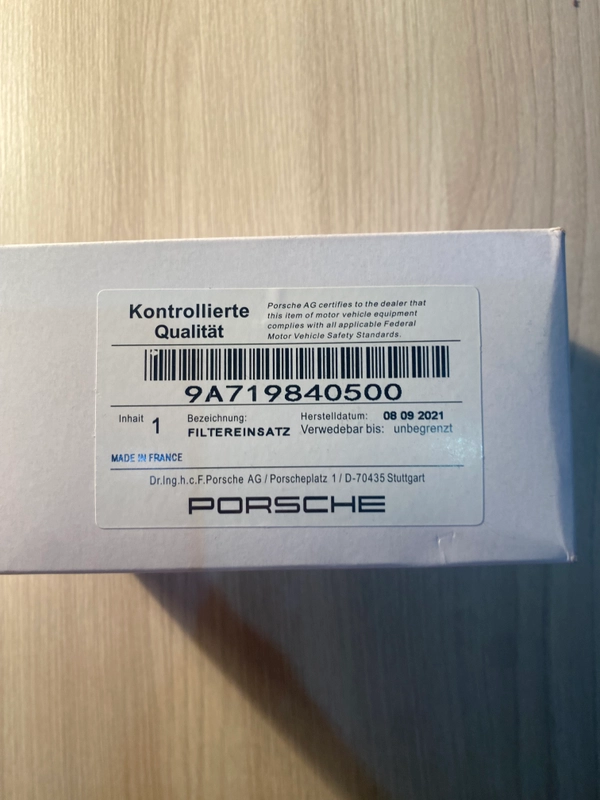 Kontrollierte
Qualität
Porsche AG certifies to the dealer that
this item of motor vehicle equipment
complies with all applicable Federal
Motor Vehicle Safety Standards.
9A719840500
Inhalt 1
Bezeichnung:
FILTEREINSATZ
Herstelldatum: 08 09 2021
Verwedebar bis: unbegrenzt
MADE IN FRANCE
Dr.Ing.h.c.F.Porsche AG / Porscheplatz 1 / D-70435 Stuttgart
PORSCHE